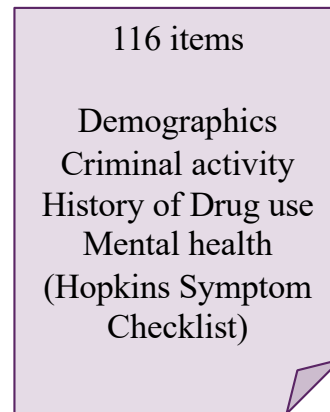 116 items
Demographics
Criminal activity
History of Drug use
Mental health
(Hopkins Symptom
Checklist)